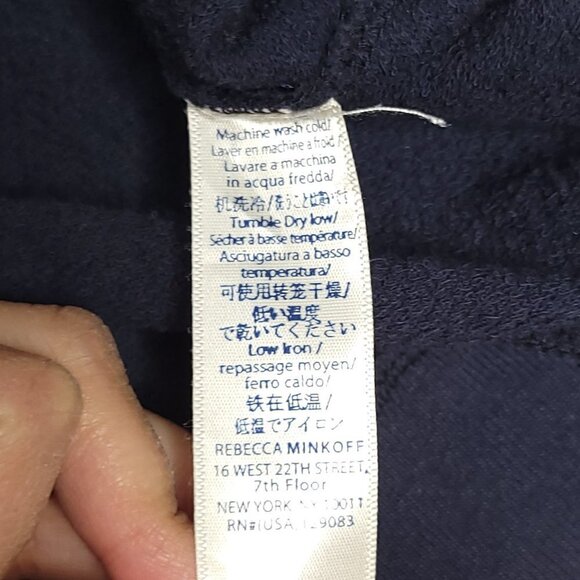 Machine wash cold/
Laver en machine a froid/
Lavare a macchina
in acqua fredda/
机洗冷/
Tumble Dry low/
Sécher à basse température/
Asciugatura a basso
temperatura/
可使用转笼干燥/
低い温度
で乾いてください
Low Iron/
repassage moyen/
ferro caldo/
铁在低温/
低温でアイロン
REBECCA MINKOFF
16 WEST 22TH STREET,
7th Floor
NEW YORK, NY, 10011
RN#(USA) 129083